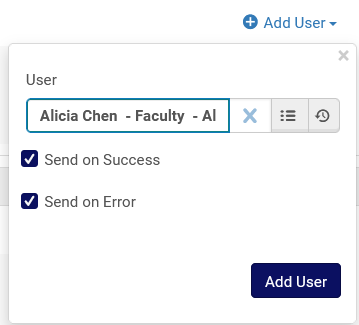 Add User
User
Alicia Chen - Faculty - Al
Send on Success
Send on Error
Add User